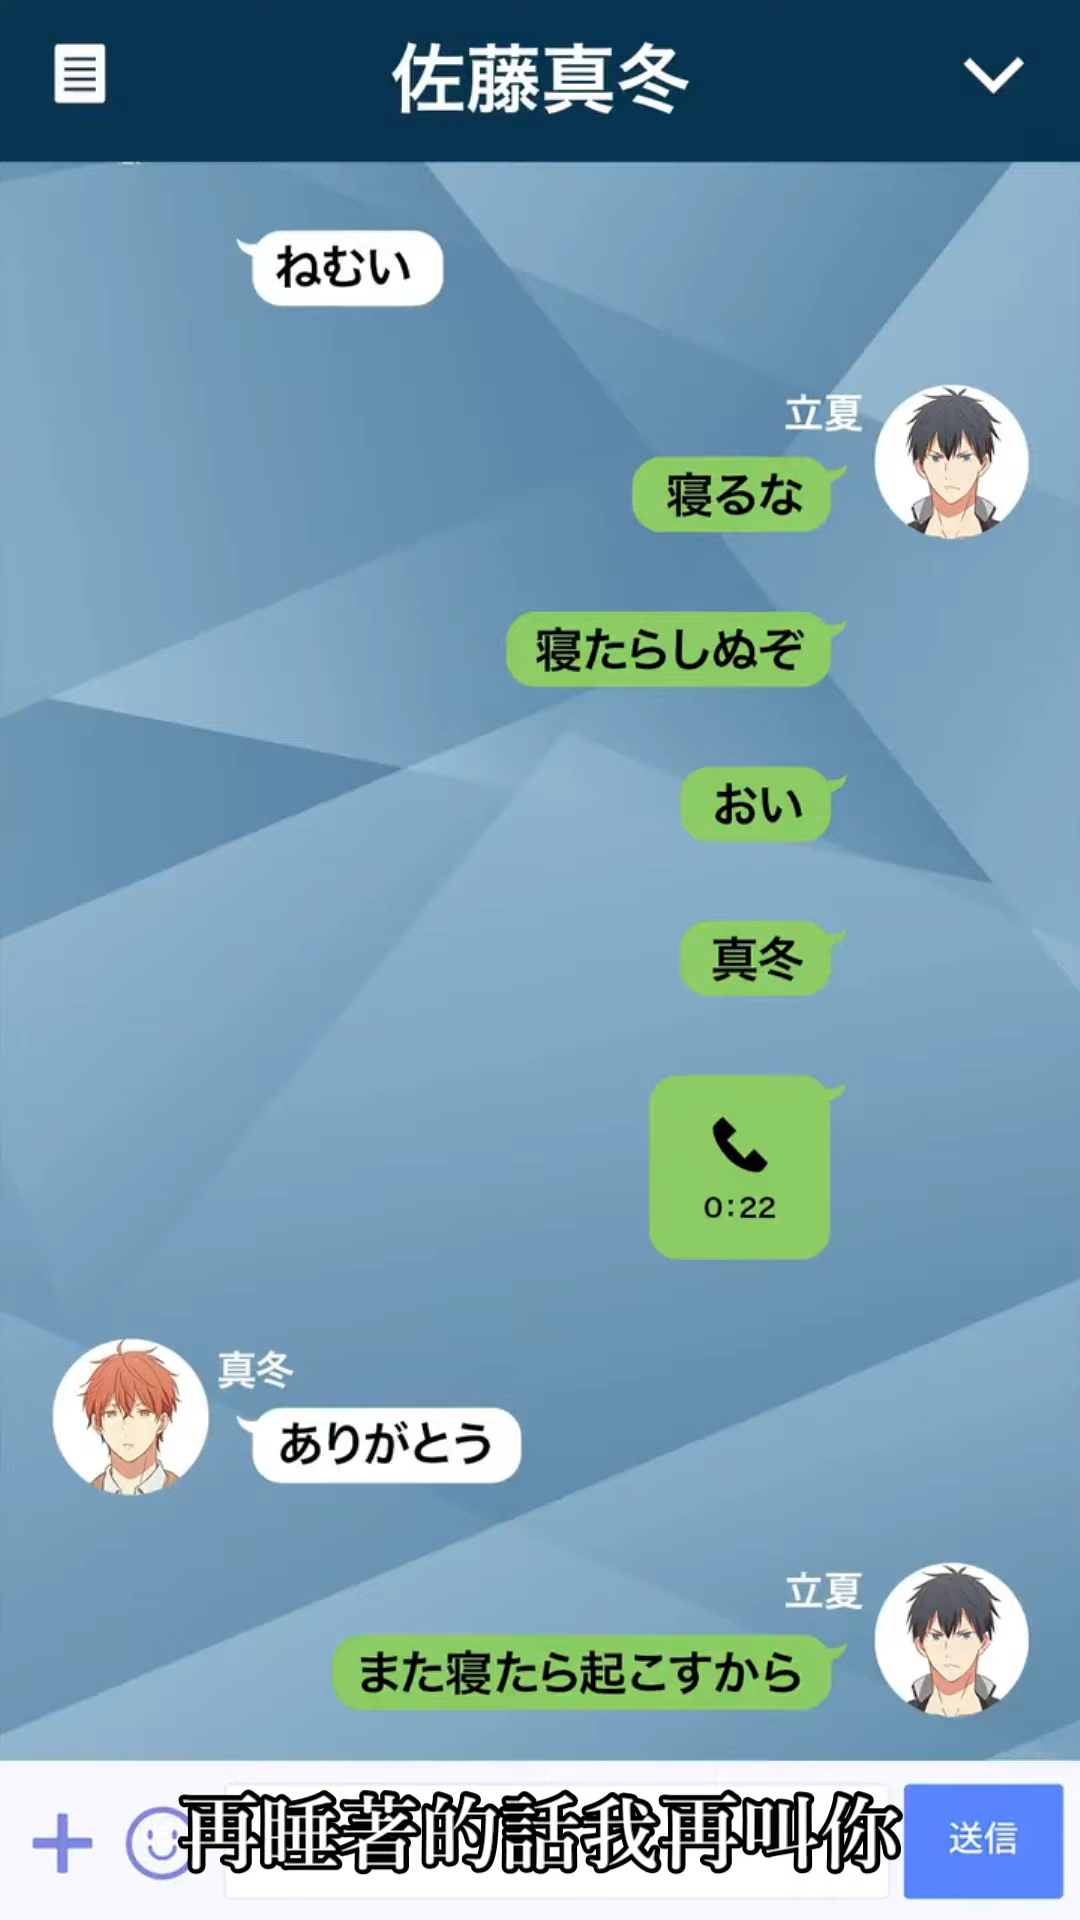 佐藤真冬
ねむい
立夏
寝るな
寝たらしぬぞ
おい
真冬
0:22
真冬
ありがとう
立夏
また寝たら起こすから
再睡著的話我再叫你
送信